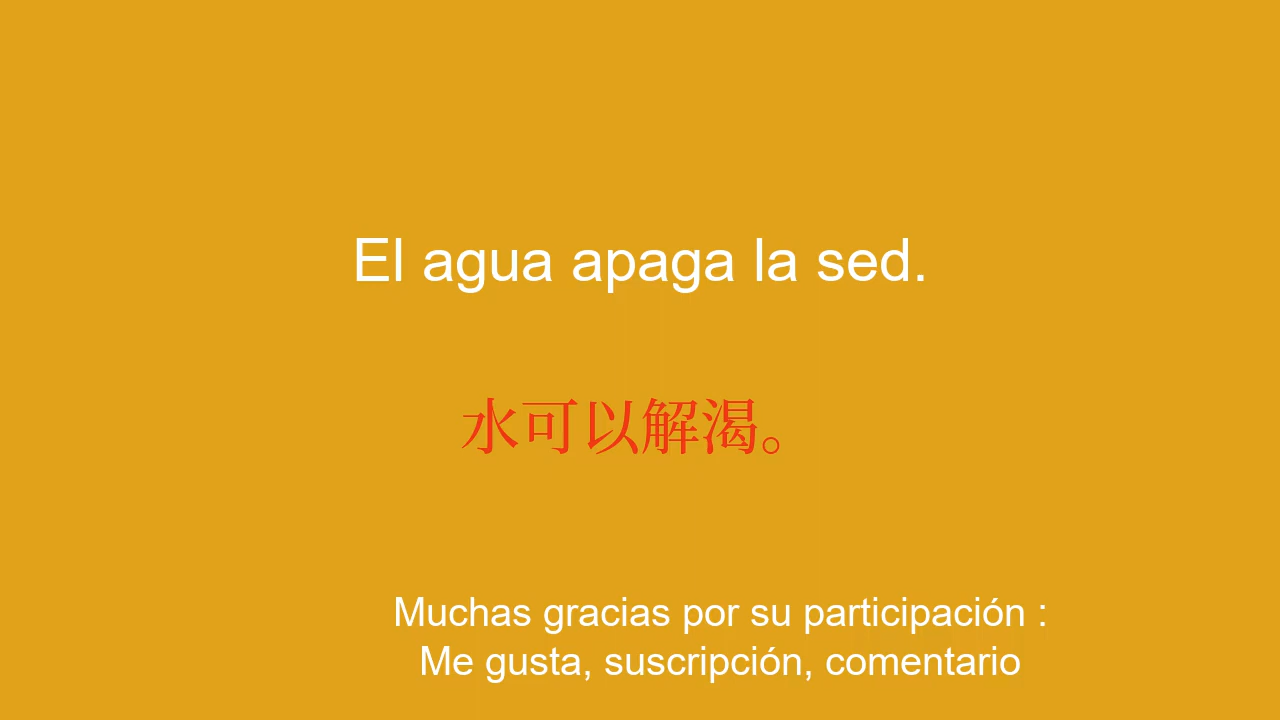 El agua apaga la sed.
水可以解渴。
Muchas gracias por su participación :
Me gusta, suscripción, comentario